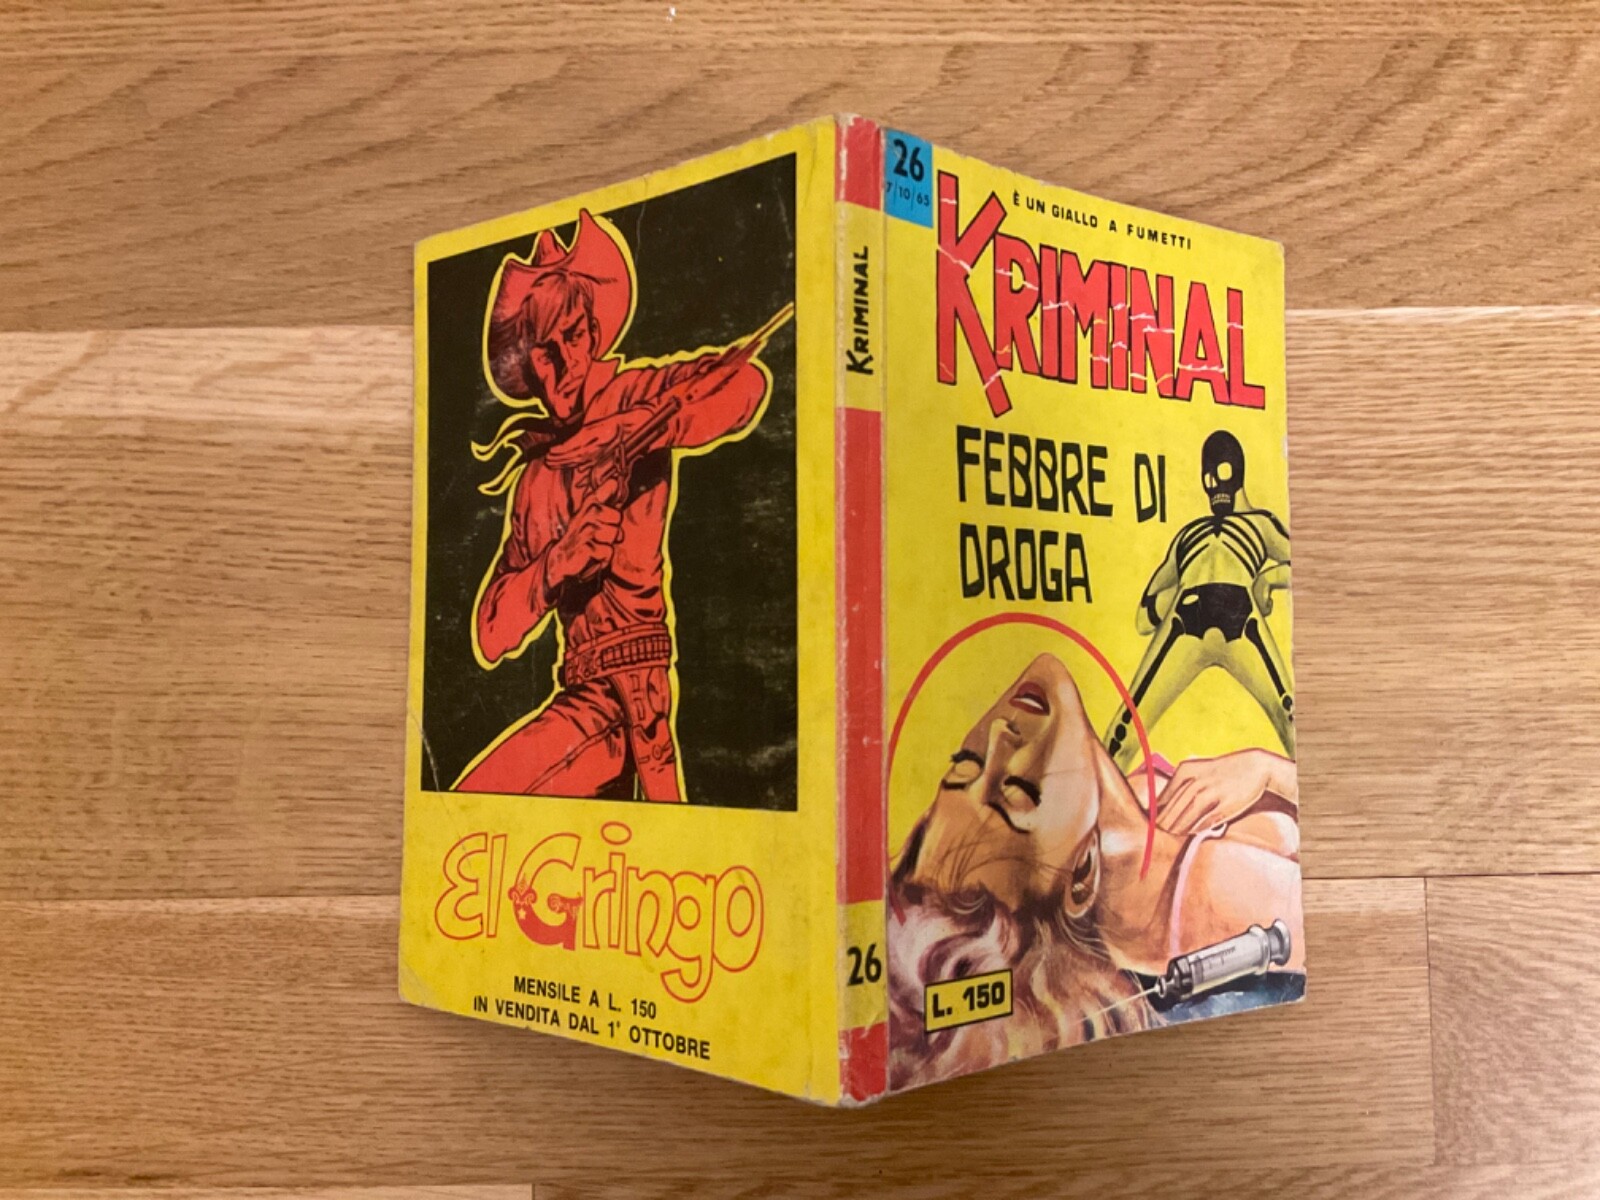 26
7/10/65
È UN GIALLO A FUMETTI
KRIMINAL
FEBBRE DI
DROGA
L. 150
KRIMINAL
26
El Gringo
MENSILE A L. 150
IN VENDITA DAL 1° OTTOBRE